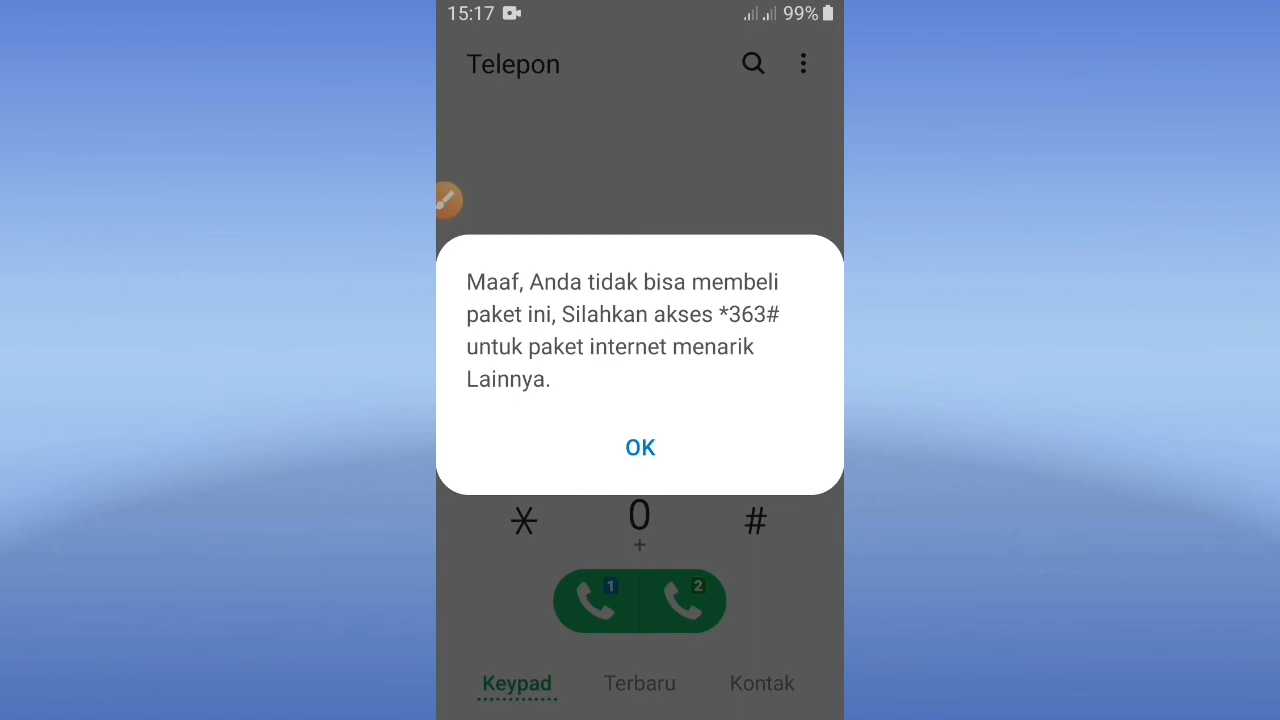 15:17 99%
Telepon
Maaf, Anda tidak bisa membeli
paket ini, Silahkan akses *363#
untuk paket internet menarik
Lainnya.
OK
* 0 #
+
1 2
Keypad Terbaru Kontak